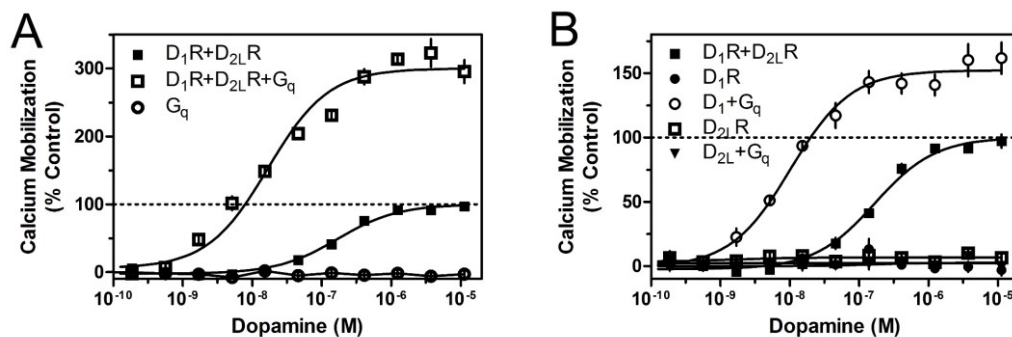 A
D₁R+D₂LR
D₁R+D₂LR+Gq
Gq
Calcium Mobilization
(% Control)
300
200
100
0
10⁻¹⁰ 10⁻⁹ 10⁻⁸ 10⁻⁷ 10⁻⁶ 10⁻⁵
Dopamine (M)
B
D₁R+D₂LR
D₁R
D₁+Gq
D₂LR
D₂L+Gq
Calcium Mobilization
(% Control)
150
100
50
0
10⁻¹⁰ 10⁻⁹ 10⁻⁸ 10⁻⁷ 10⁻⁶ 10⁻⁵
Dopamine (M)